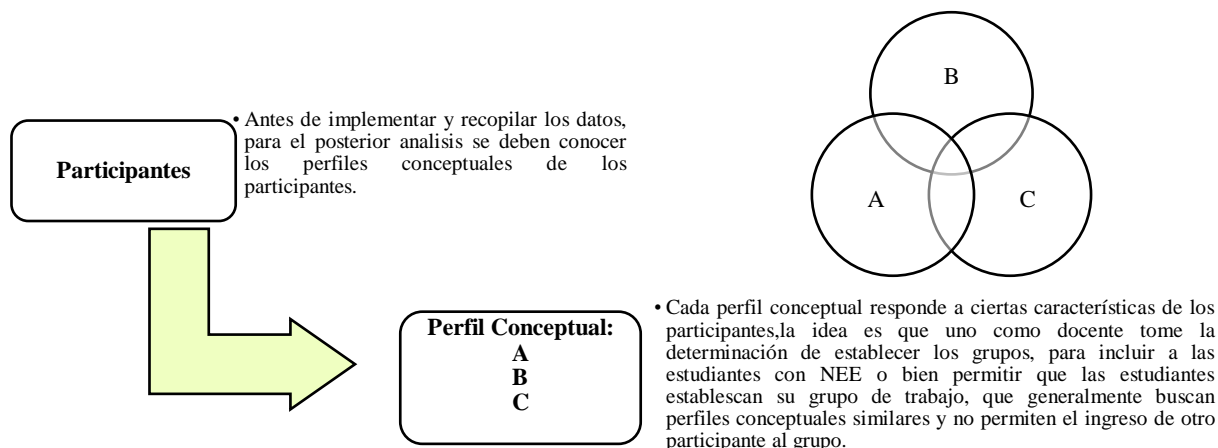 Participantes
• Antes de implementar y recopilar los datos,
para el posterior analisis se deben conocer
los perfiles conceptuales de los
participantes.
B
A
C
Perfil Conceptual:
A
B
C
• Cada perfil conceptual responde a ciertas características de los
participantes,la idea es que uno como docente tome la
determinación de establecer los grupos, para incluir a las
estudiantes con NEE o bien permitir que las estudiantes
establescan su grupo de trabajo, que generalmente buscan
perfiles conceptuales similares y no permiten el ingreso de otro
participante al grupo.